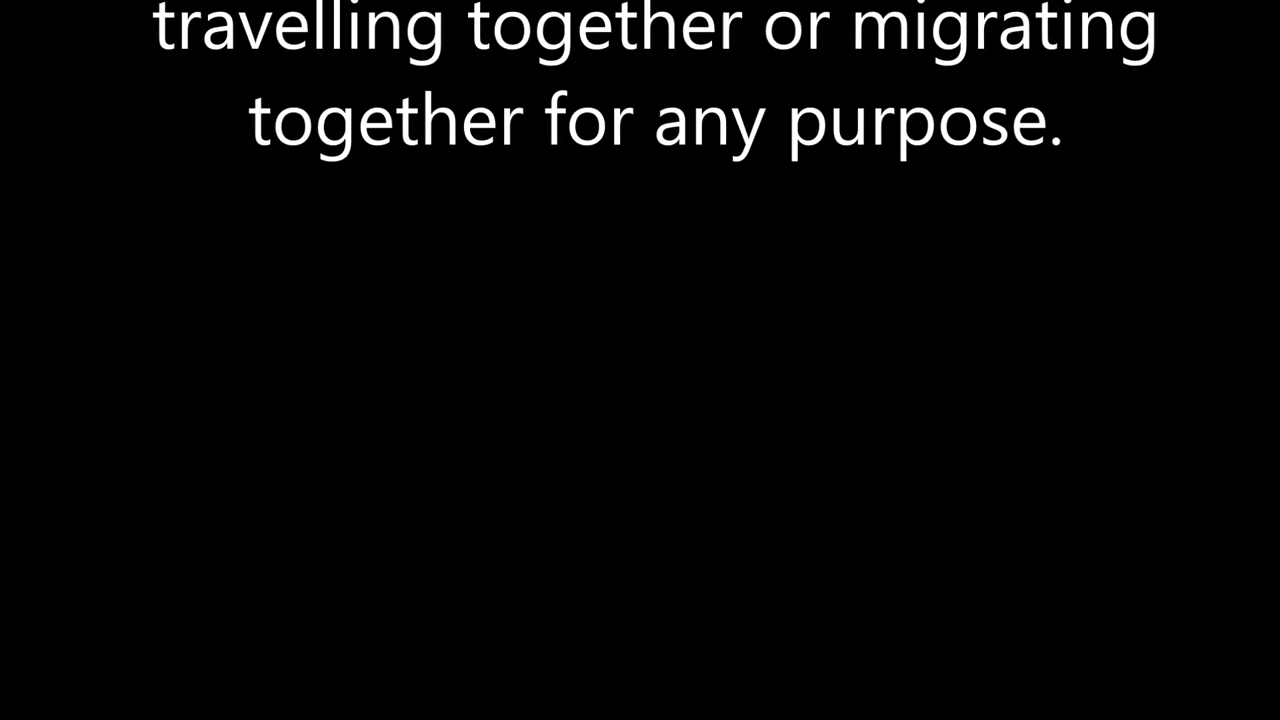 travelling together or migrating
together for any purpose.